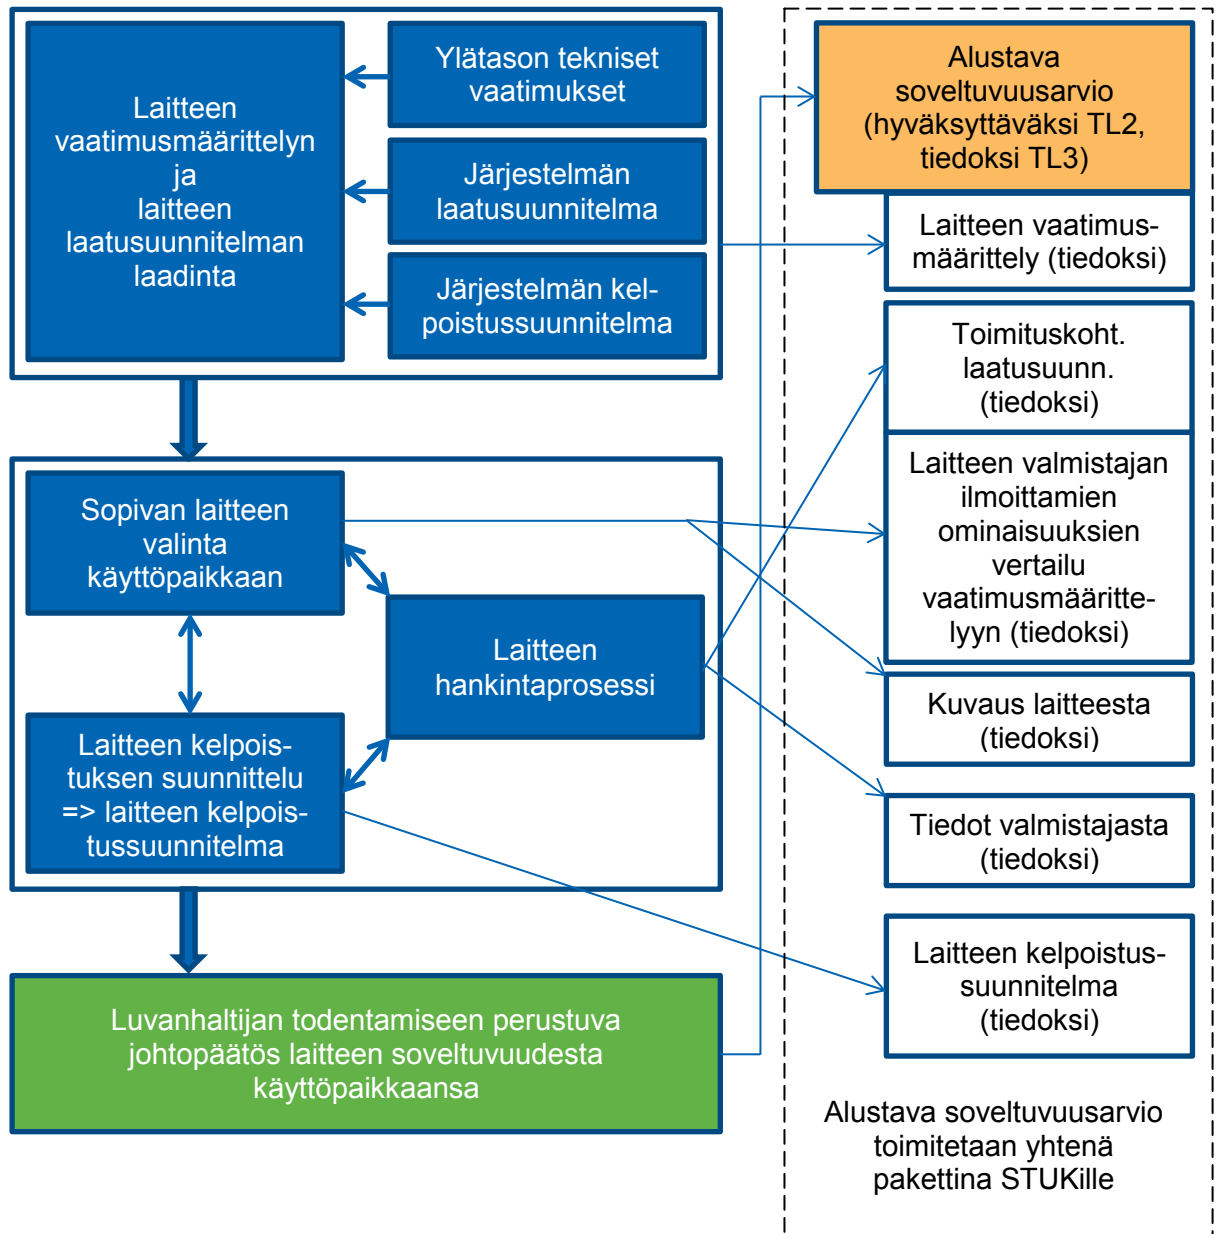 Laitteen
vaatimusmäärittelyn
ja
laitteen
laatusuunnitelman
laadinta
Ylätason tekniset
vaatimukset
Järjestelmän
laatusuunnitelma
Järjestelmän kel-
poistussuunnitelma
Sopivan laitteen
valinta
käyttöpaikkaan
Laitteen
hankintaprosessi
Laitteen kelpois-
tuksen suunnittelu
=> laitteen kelpois-
tussuunnitelma
Luvanhaltijan todentamiseen perustuva
johtopäätös laitteen soveltuvuudesta
käyttöpaikkaansa
Alustava
soveltuvuusarvio
(hyväksyttäväksi TL2,
tiedoksi TL3)
Laitteen vaatimus-
määrittely (tiedoksi)
Toimituskoht.
laatusuunn.
(tiedoksi)
Laitteen valmistajan
ilmoittamien
ominaisuuksien
vertailu
vaatimusmääritte-
lyyn (tiedoksi)
Kuvaus laitteesta
(tiedoksi)
Tiedot valmistajasta
(tiedoksi)
Laitteen kelpoistus-
suunnitelma
(tiedoksi)
Alustava soveltuvuusarvio
toimitetaan yhtenä
pakettina STUKille